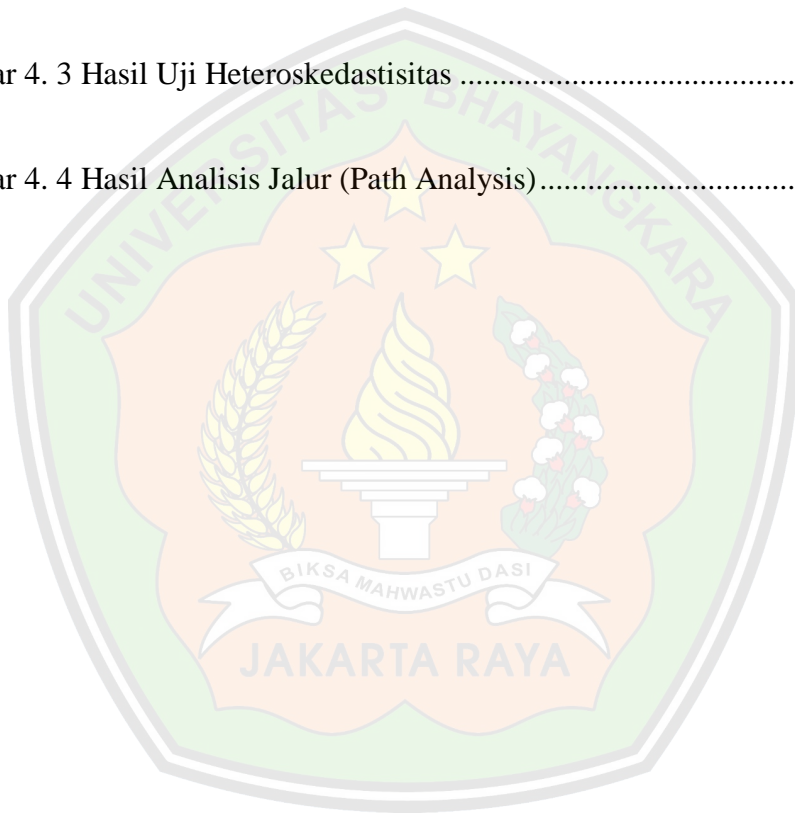 ar 4. 3 Hasil Uji Heteroskedastisitas ..........................................
ar 4. 4 Hasil Analisis Jalur (Path Analysis) ................................
UNIVERSITAS BHAYANGKARA
BIKSA MAHWASTU DASI
JAKARTA RAYA